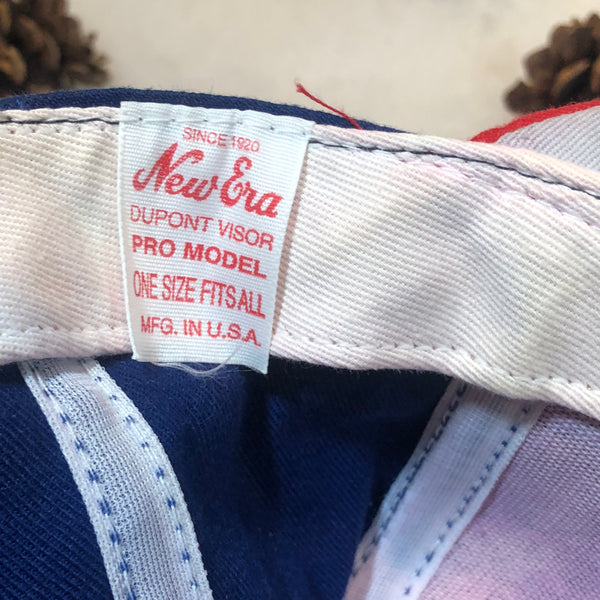 SINCE 1920
New Era
DUPONT VISOR
PRO MODEL
ONE SIZE FITS ALL
MFG. IN U.S.A.